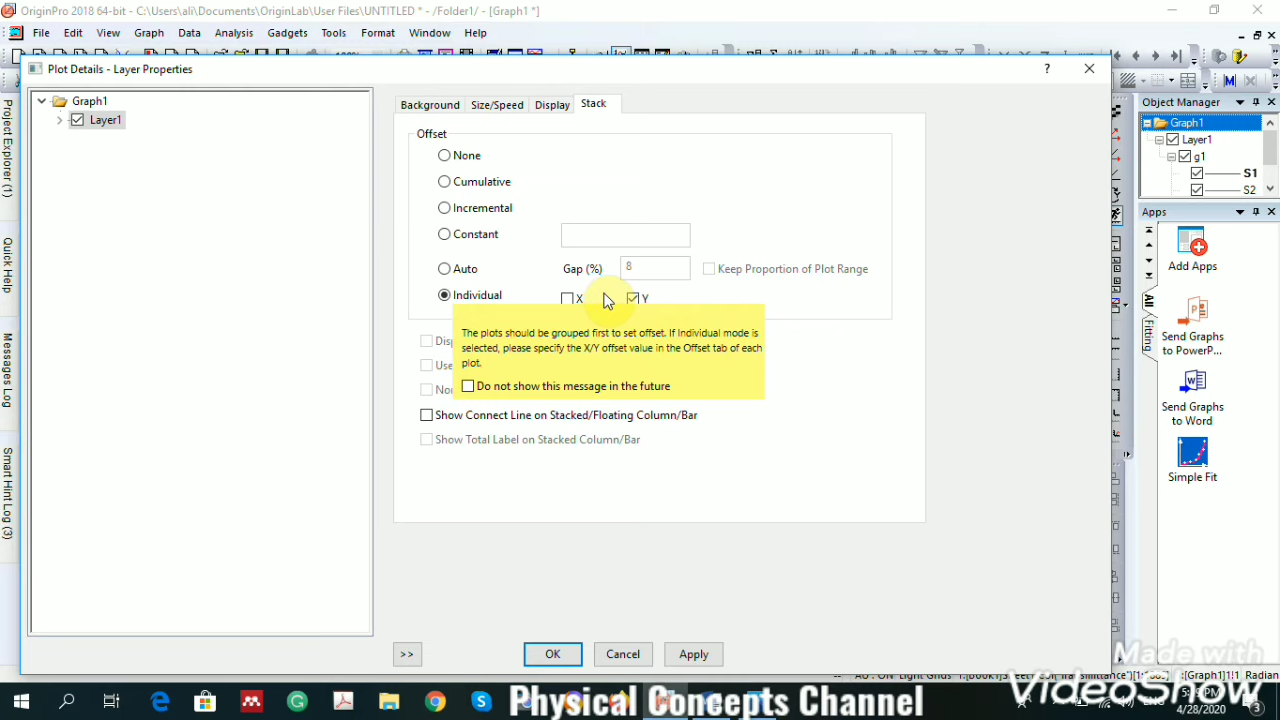 OriginPro 2018 64-bit - C:\Users\ali\Documents\OriginLab\User Files\UNTITLED * - /Folder1/ - [Graph1 *]
File Edit View Graph Data Analysis Gadgets Tools Format Window Help
Plot Details - Layer Properties
?
Graph1
Layer1
Background Size/Speed Display Stack
Offset
None
Cumulative
Incremental
Constant
Auto Gap (%) 8 Keep Proportion of Plot Range
Individual X Y
The plots should be grouped first to set offset. If Individual mode is
selected, please specify the X/Y offset value in the Offset tab of each
plot.
Do not show this message in the future
Show Connect Line on Stacked/Floating Column/Bar
Show Total Label on Stacked Column/Bar
>> OK Cancel Apply
Project Explorer (1)
Quick Help
Messages Log
Smart Hint Log (3)
Object Manager
Graph1
Layer1
g1
S1
S2
Apps
Add Apps
All
Fitting
Send Graphs
to PowerP...
Send Graphs
to Word
Simple Fit
Made with
VideoShow
Physical Concepts Channel
4/28/2020
3